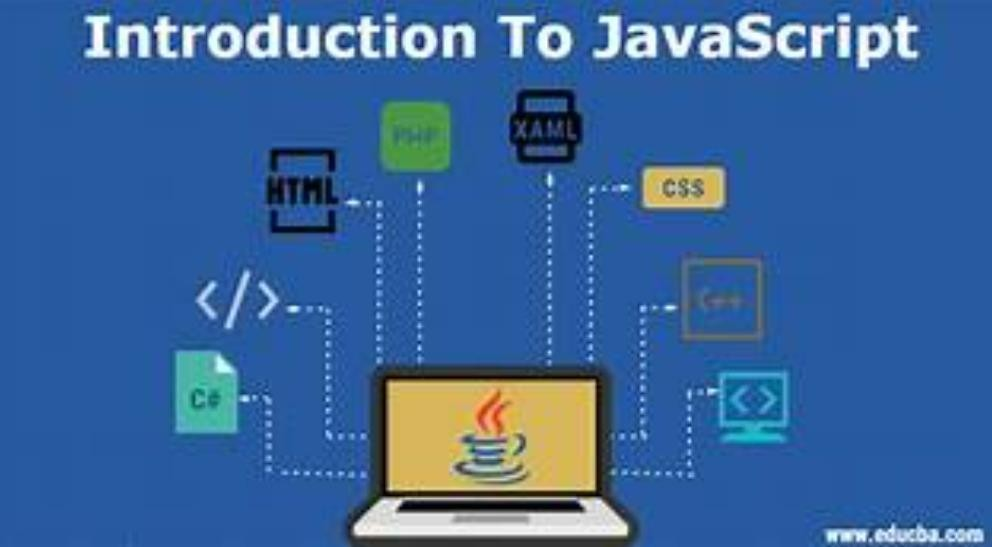 Introduction To JavaScript
PHP
XAML
HTML
CSS
</>
C++
C#
<>
www.educba.com